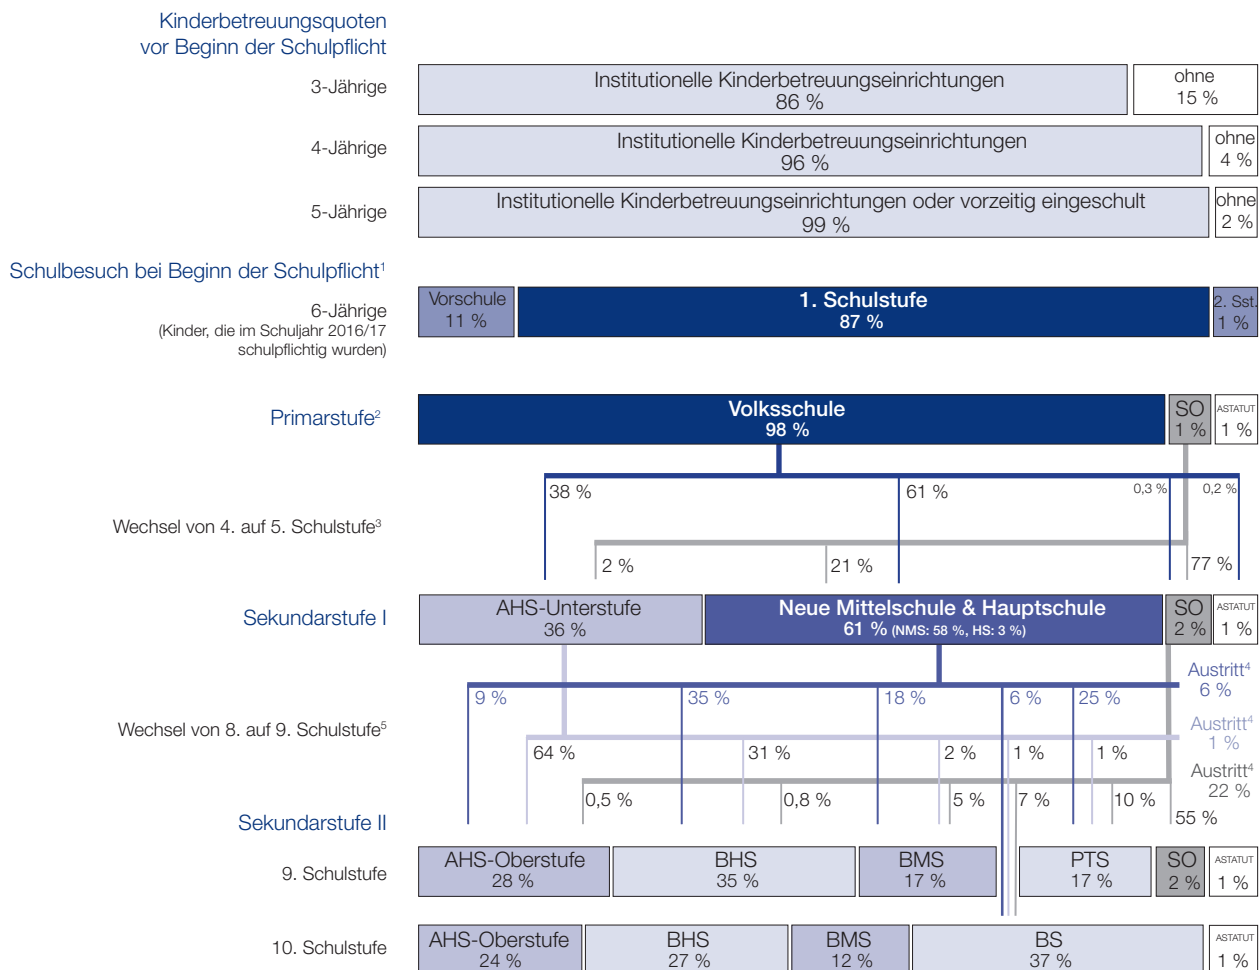 Kinderbetreuungsquoten
vor Beginn der Schulpflicht
3-Jährige
Institutionelle Kinderbetreuungseinrichtungen
86 %
ohne
15 %
4-Jährige
Institutionelle Kinderbetreuungseinrichtungen
96 %
ohne
4 %
5-Jährige
Institutionelle Kinderbetreuungseinrichtungen oder vorzeitig eingeschult
99 %
ohne
2 %
Schulbesuch bei Beginn der Schulpflicht¹
6-Jährige
(Kinder, die im Schuljahr 2016/17
schulpflichtig wurden)
Vorschule
11 %
1. Schulstufe
87 %
2. Sst.
1 %
Primarstufe²
Volksschule
98 %
SO
1 %
ASTATUT
1 %
Wechsel von 4. auf 5. Schulstufe³
38 %
61 %
0,3 %
0,2 %
2 %
21 %
77 %
Sekundarstufe I
AHS-Unterstufe
36 %
Neue Mittelschule & Hauptschule
61 % (NMS: 58 %, HS: 3 %)
SO
2 %
ASTATUT
1 %
Wechsel von 8. auf 9. Schulstufe⁵
9 %
35 %
18 %
6 %
25 %
Austritt⁴
6 %
64 %
31 %
2 %
1 %
1 %
Austritt⁴
1 %
0,5 %
0,8 %
5 %
7 %
10 %
55 %
Austritt⁴
22 %
Sekundarstufe II
9. Schulstufe
AHS-Oberstufe
28 %
BHS
35 %
BMS
17 %
PTS
17 %
SO
2 %
ASTATUT
1 %
10. Schulstufe
AHS-Oberstufe
24 %
BHS
27 %
BMS
12 %
BS
37 %
ASTATUT
1 %